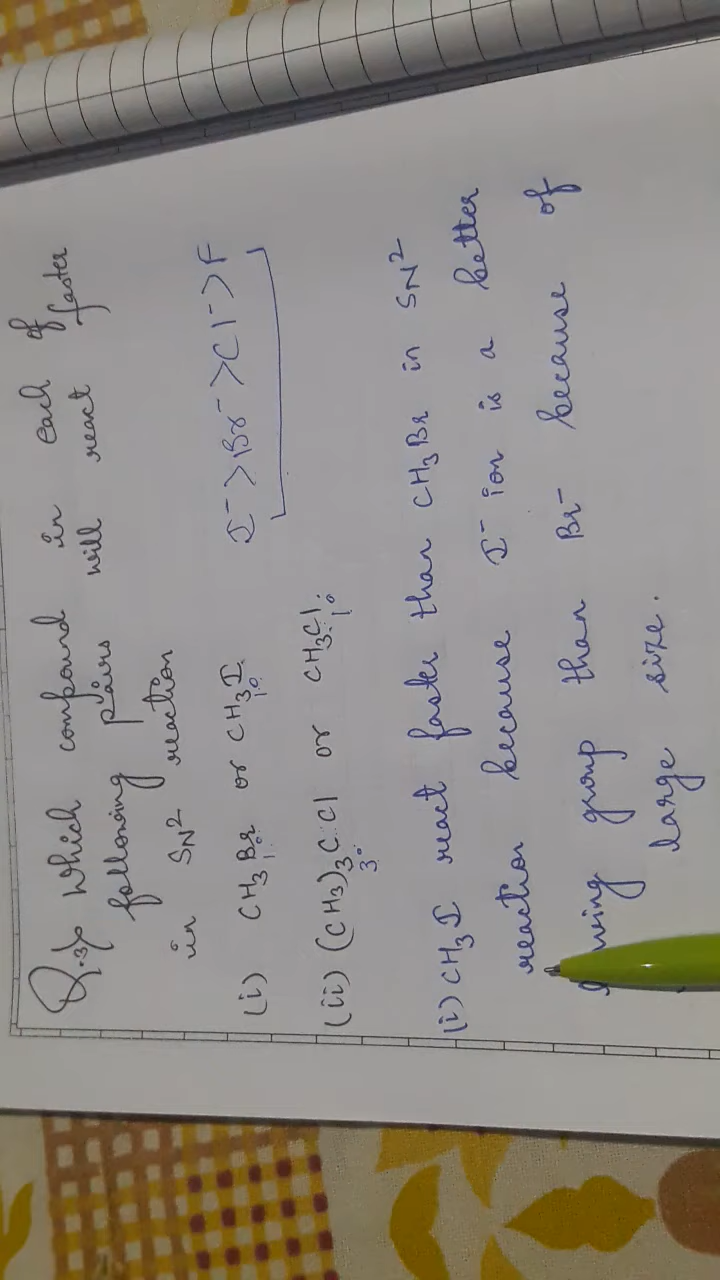 Q.3> Which compound in each of
following pairs will react faster
in SN2 reaction
(i) CH3Br or CH3I I⁻>Br⁻>Cl⁻>F
1° 1°
(ii) (CH3)3C.Cl or CH3Cl.
3° 1°
(i) CH3I react faster than CH3Br in SN2
reaction because I⁻ ion is a better
group than Br⁻ because of
large size.